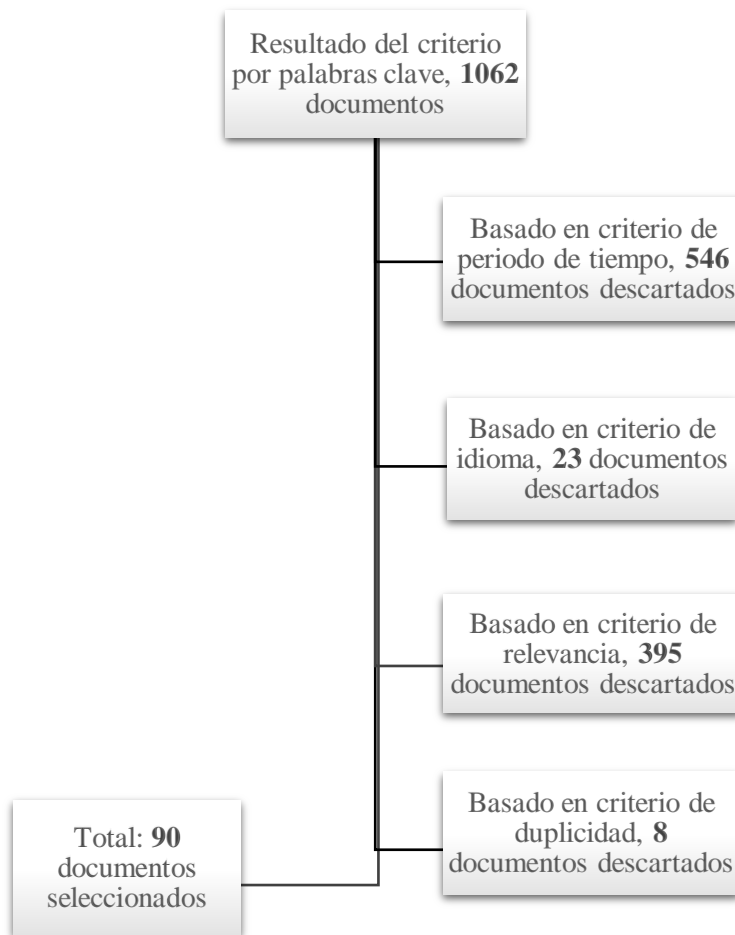 Resultado del criterio
por palabras clave, 1062
documentos
Basado en criterio de
periodo de tiempo, 546
documentos descartados
Basado en criterio de
idioma, 23 documentos
descartados
Basado en criterio de
relevancia, 395
documentos descartados
Basado en criterio de
duplicidad, 8
documentos descartados
Total: 90
documentos
seleccionados